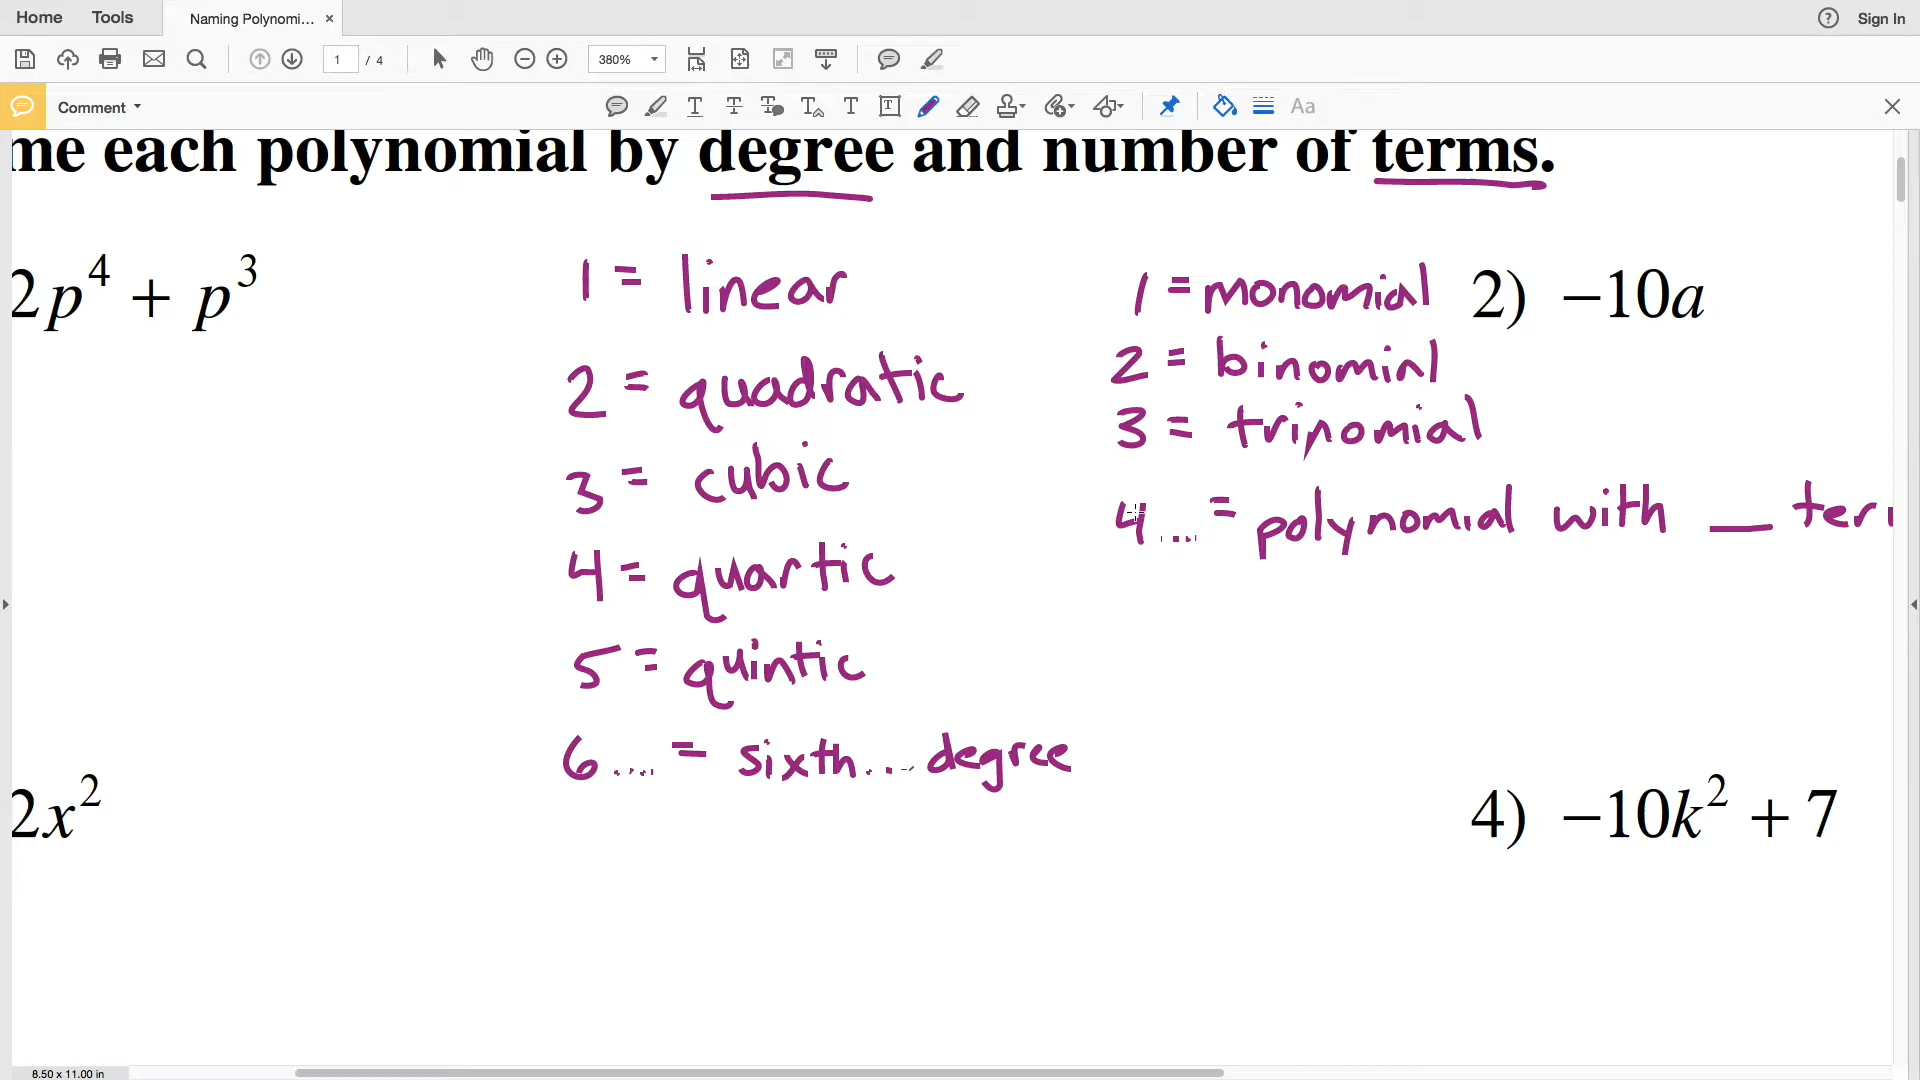 Home Tools Naming Polynomi... × Sign In
1 / 4 380%
Comment Aa
me each polynomial by degree and number of terms.
2p⁴ + p³
1 = linear
2 = quadratic
3 = cubic
4 = quartic
5 = quintic
6.... = sixth.... degree
1 = monomial
2 = binomial
3 = trinomial
4... = polynomial with __ ter
2) −10a
2x²
4) −10k² + 7
8.50 x 11.00 in